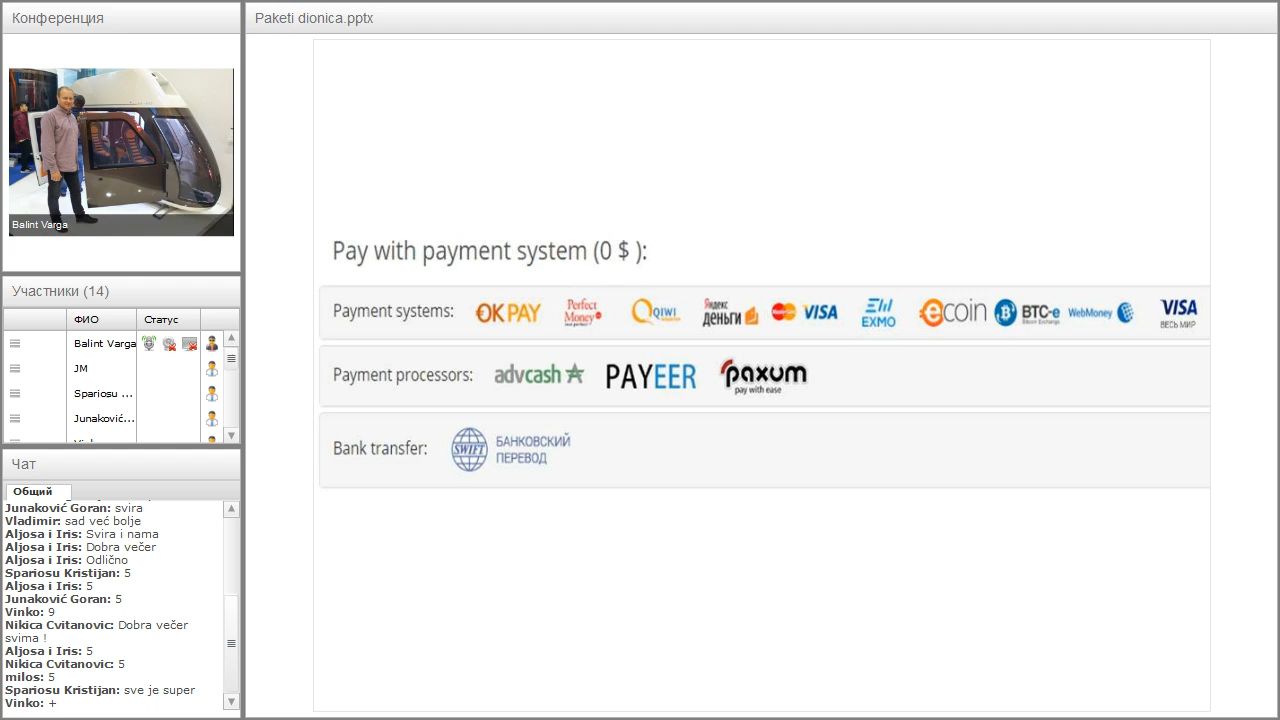 Конференция
Balint Varga
Участники (14)
ФИО Статус
Balint Varga
JM
Spariosu ...
Junaković...
Чат
Общий
Junaković Goran: svira
Vladimir: sad već bolje
Aljosa i Iris: Svira i nama
Aljosa i Iris: Dobra večer
Aljosa i Iris: Odlično
Spariosu Kristijan: 5
Aljosa i Iris: 5
Junaković Goran: 5
Vinko: 9
Nikica Cvitanovic: Dobra večer
svima !
Aljosa i Iris: 5
Nikica Cvitanovic: 5
milos: 5
Spariosu Kristijan: sve je super
Vinko: +
Paketi dionica.pptx
Pay with payment system (0 $ ):
Payment systems: OKPAY Perfect Money QIWI Яндекс деньги VISA EXMO ecoin BTC-e WebMoney VISA
ВЕСЬ МИР
Payment processors: advcash PAYEER paxum
pay with ease
Bank transfer: SWIFT БАНКОВСКИЙ
ПЕРЕВОД